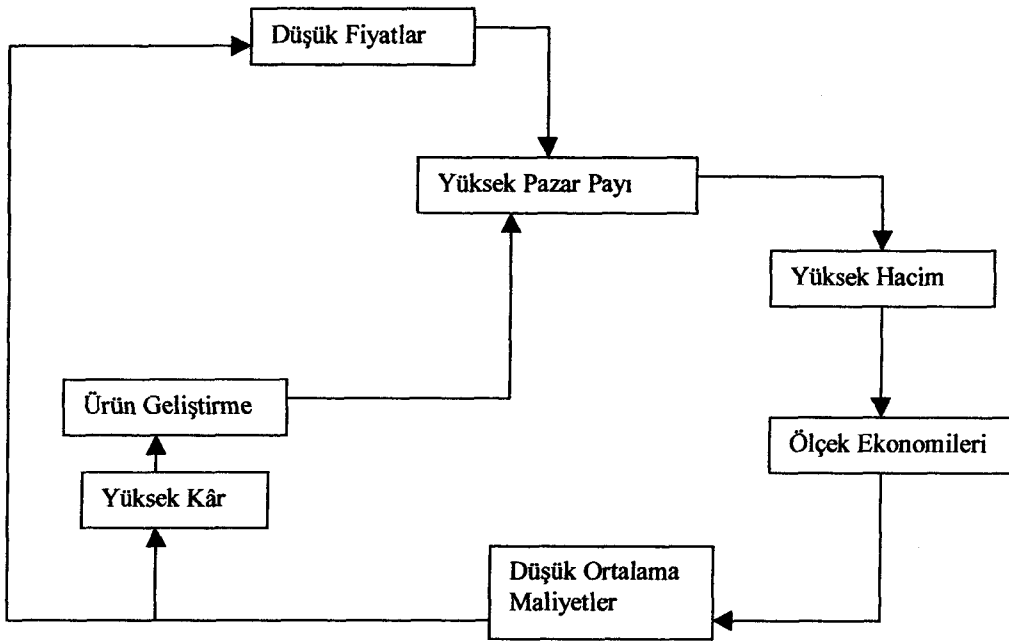 Düşük Fiyatlar
Yüksek Pazar Payı
Yüksek Hacim
Ürün Geliştirme
Ölçek Ekonomileri
Yüksek Kâr
Düşük Ortalama
Maliyetler